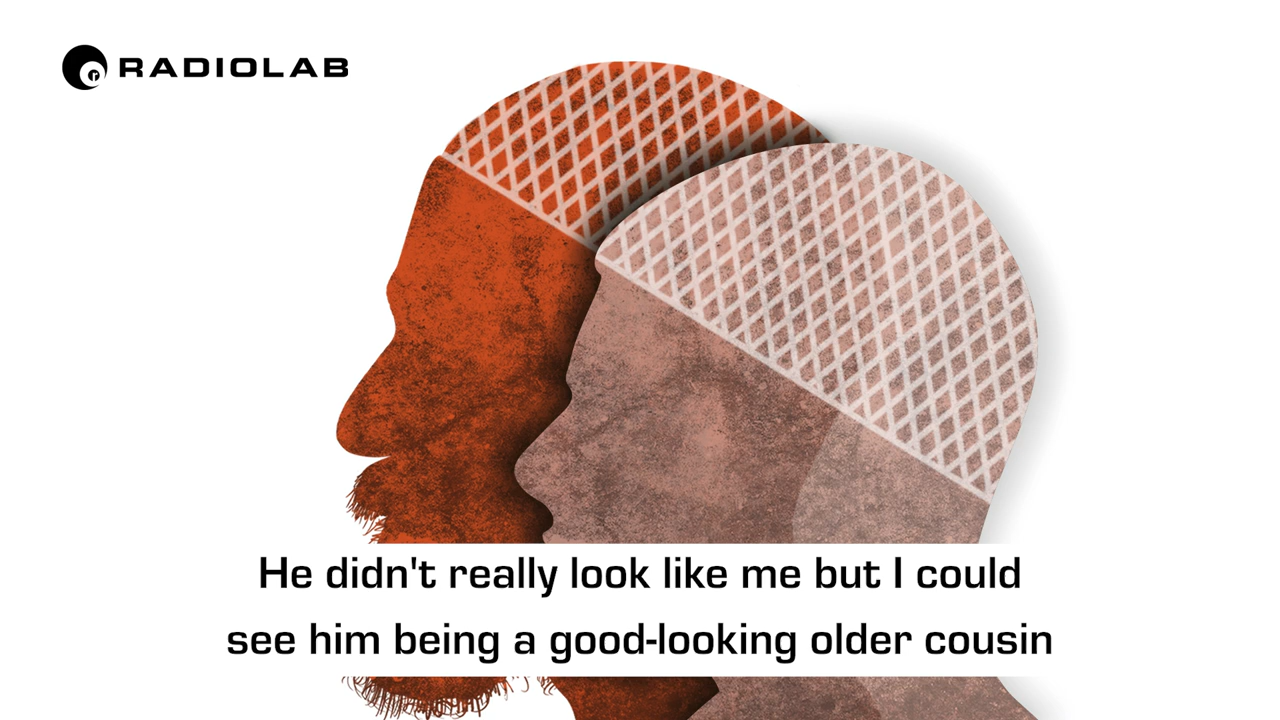 RADIOLAB
He didn't really look like me but I could
see him being a good-looking older cousin